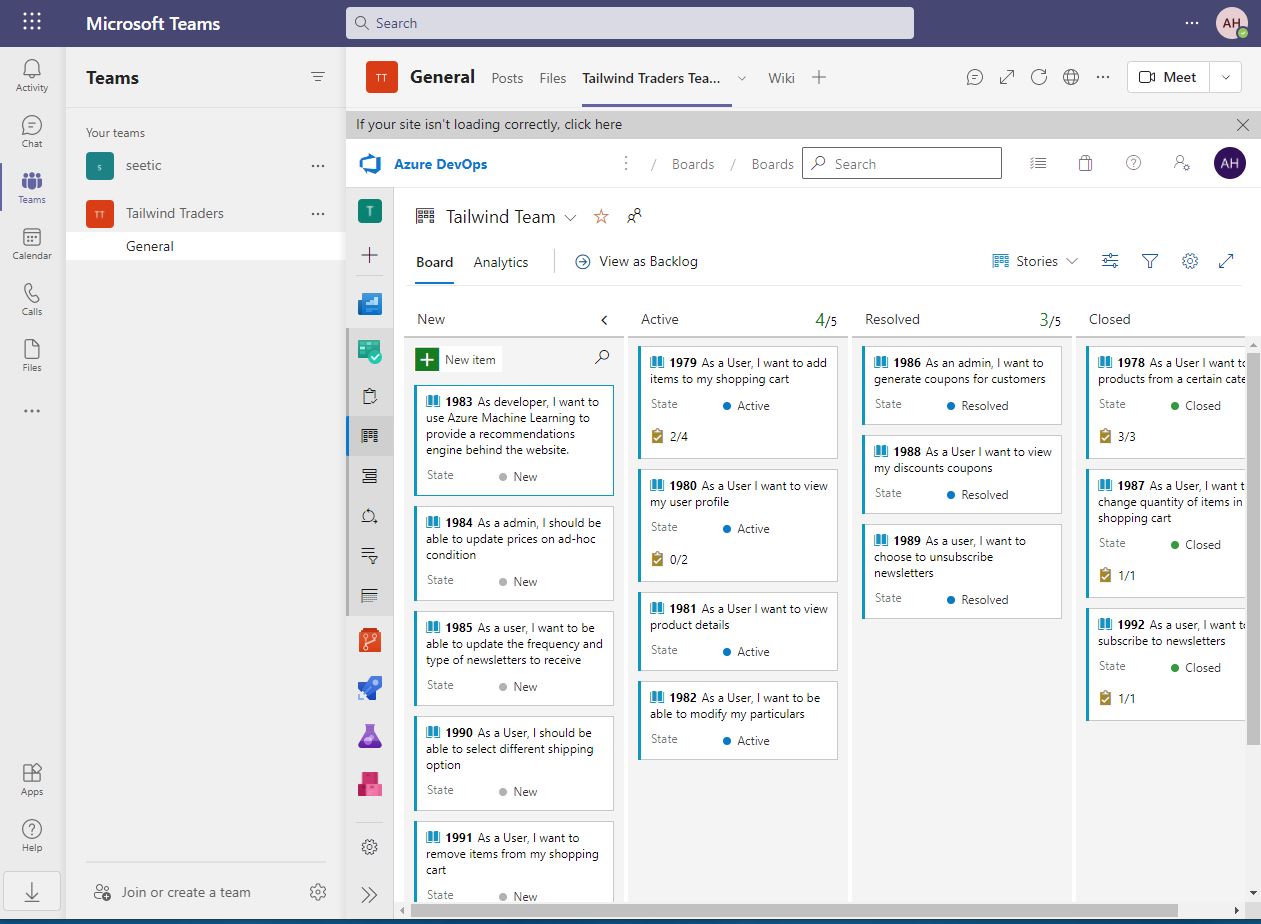 Microsoft Teams
Search
AH
Activity
Chat
Teams
Calendar
Calls
Files
Apps
Help
Teams
Your teams
s
seetic
TT
Tailwind Traders
General
Join or create a team
TT
General
Posts
Files
Tailwind Traders Tea...
Wiki
Meet
If your site isn't loading correctly, click here
Azure DevOps
/ Boards / Boards
Search
AH
T
Tailwind Team
Board
Analytics
View as Backlog
Stories
New
New item
1983 As developer, I want to
use Azure Machine Learning to
provide a recommendations
engine behind the website.
State New
1984 As a admin, I should be
able to update prices on ad-hoc
condition
State New
1985 As a user, I want to be
able to update the frequency and
type of newsletters to receive
State New
1990 As a User, I should be
able to select different shipping
option
State New
1991 As a User, I want to
remove items from my shopping
cart
State New
Active 4/5
1979 As a User, I want to add
items to my shopping cart
State Active
2/4
1980 As a User I want to view
my user profile
State Active
0/2
1981 As a User I want to view
product details
State Active
1982 As a User, I want to be
able to modify my particulars
State Active
Resolved 3/5
1986 As an admin, I want to
generate coupons for customers
State Resolved
1988 As a User I want to view
my discounts coupons
State Resolved
1989 As a user, I want to
choose to unsubscribe
newsletters
State Resolved
Closed
1978 As a User I want to
products from a certain cate
State Closed
3/3
1987 As a User, I want t
change quantity of items in
shopping cart
State Closed
1/1
1992 As a user, I want to
subscribe to newsletters
State Closed
1/1